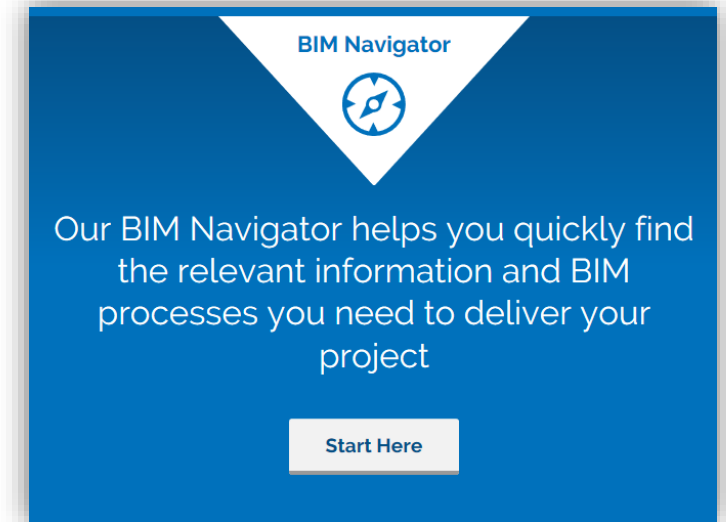 BIM Navigator
Our BIM Navigator helps you quickly find
the relevant information and BIM
processes you need to deliver your
project
Start Here